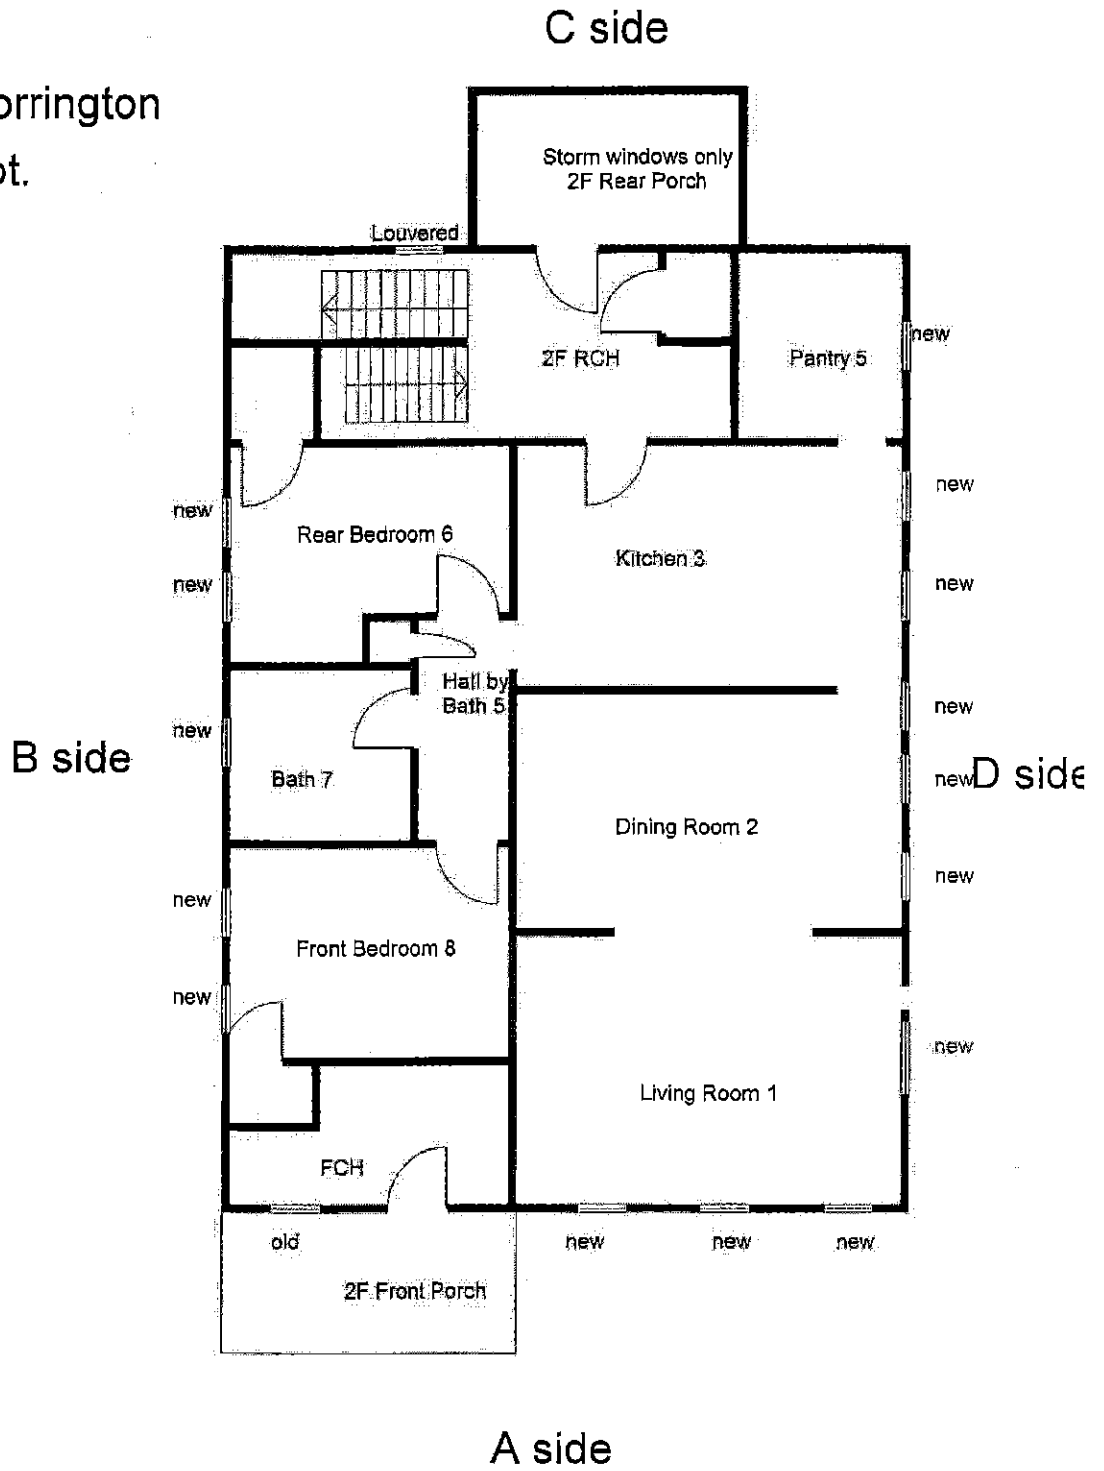 C side
orrington
ot.
Storm windows only
2F Rear Porch
Louvered
new
2F RCH
Pantry 5
new
new
Rear Bedroom 6
Kitchen 3
new
new
Hall by
Bath 5
new
new
B side
Bath 7
new
D side
Dining Room 2
new
new
Front Bedroom 8
new
new
Living Room 1
FCH
old
new
new
new
2F Front Porch
A side